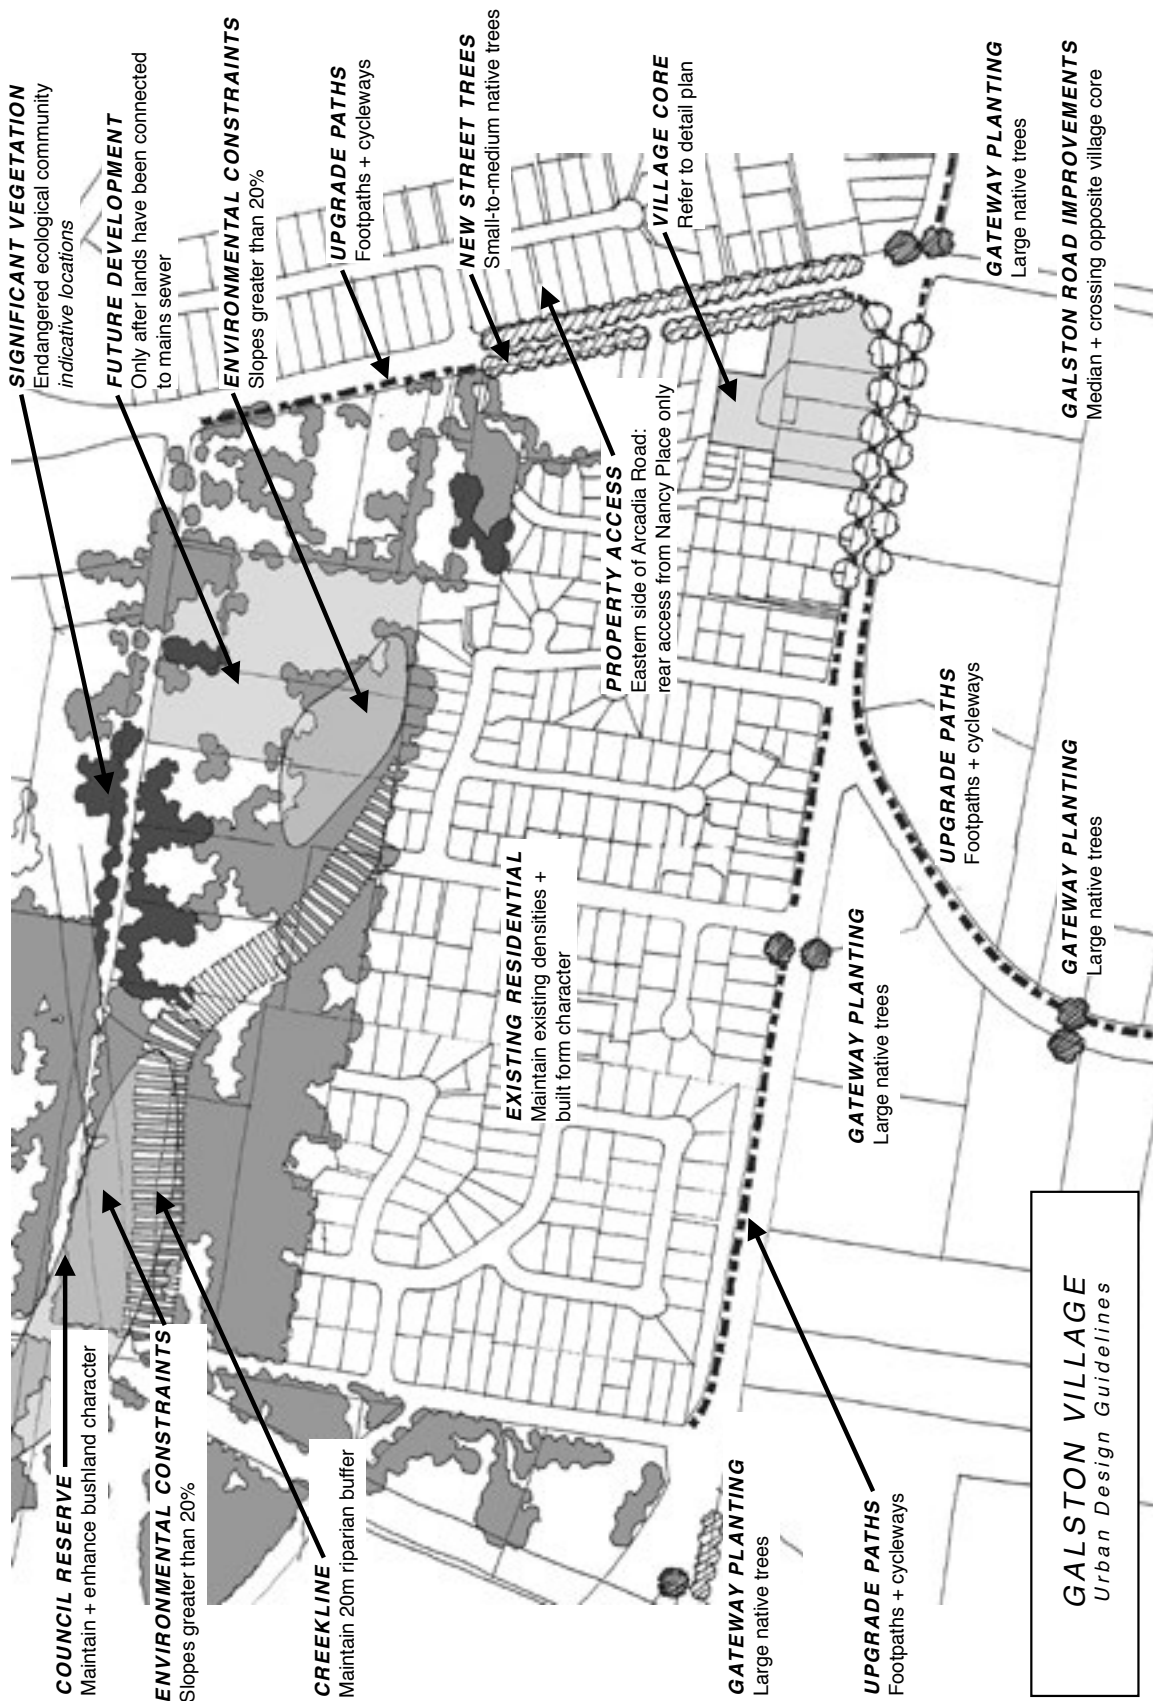 SIGNIFICANT VEGETATION
Endangered ecological community
indicative locations
FUTURE DEVELOPMENT
Only after lands have been connected
to mains sewer
ENVIRONMENTAL CONSTRAINTS
Slopes greater than 20%
UPGRADE PATHS
Footpaths + cycleways
NEW STREET TREES
Small-to-medium native trees
VILLAGE CORE
Refer to detail plan
GATEWAY PLANTING
Large native trees
GALSTON ROAD IMPROVEMENTS
Median + crossing opposite village core
PROPERTY ACCESS
Eastern side of Arcadia Road:
rear access from Nancy Place only
EXISTING RESIDENTIAL
Maintain existing densities +
built form character
UPGRADE PATHS
Footpaths + cycleways
GATEWAY PLANTING
Large native trees
GATEWAY PLANTING
Large native trees
COUNCIL RESERVE
Maintain + enhance bushland character
ENVIRONMENTAL CONSTRAINTS
Slopes greater than 20%
CREEKLINE
Maintain 20m riparian buffer
GATEWAY PLANTING
Large native trees
UPGRADE PATHS
Footpaths + cycleways
GALSTON VILLAGE
Urban Design Guidelines